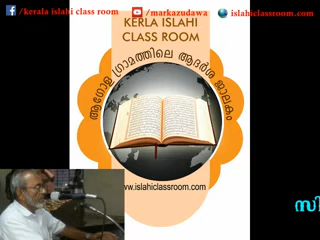 /kerala islahi class room
/markazudawa
islahiclassroom.com
KERLA ISLAHI
CLASS ROOM
ആഗോള ഗ്രാമത്തിലെ ആദർശ ജാലകം
www.islahiclassroom.com
സി